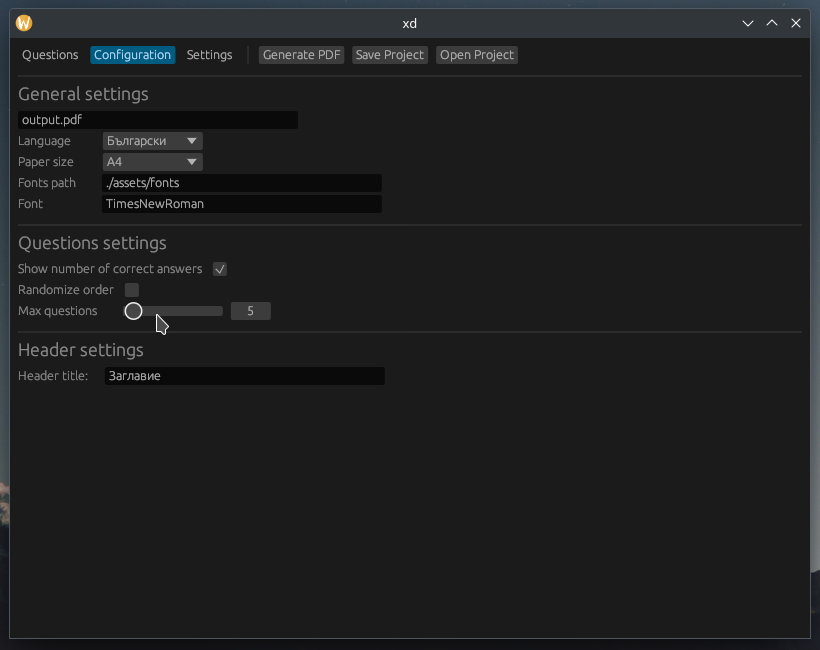 W xd
Questions Configuration Settings Generate PDF Save Project Open Project
General settings
output.pdf
Language Български
Paper size A4
Fonts path ./assets/fonts
Font TimesNewRoman
Questions settings
Show number of correct answers
Randomize order
Max questions 5
Header settings
Header title: Заглавие